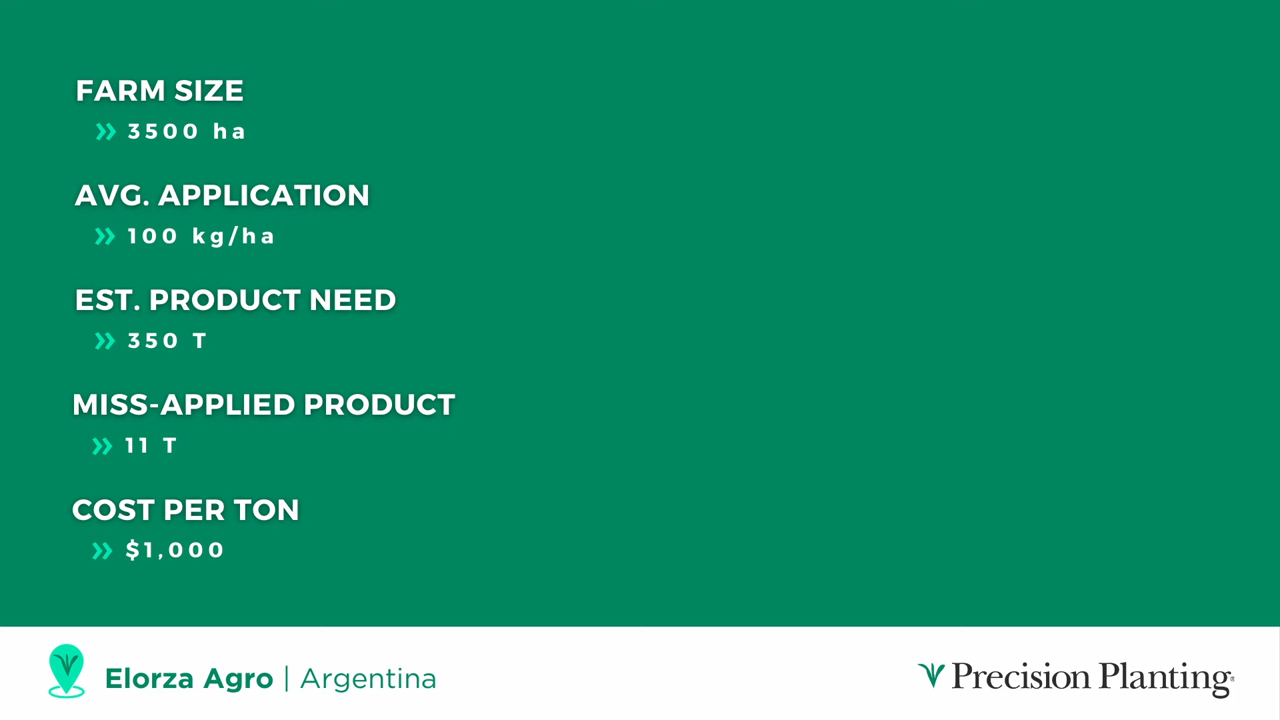 FARM SIZE
3500 ha
AVG. APPLICATION
100 kg/ha
EST. PRODUCT NEED
350 T
MISS-APPLIED PRODUCT
11 T
COST PER TON
$1,000
Elorza Agro | Argentina
Precision Planting®